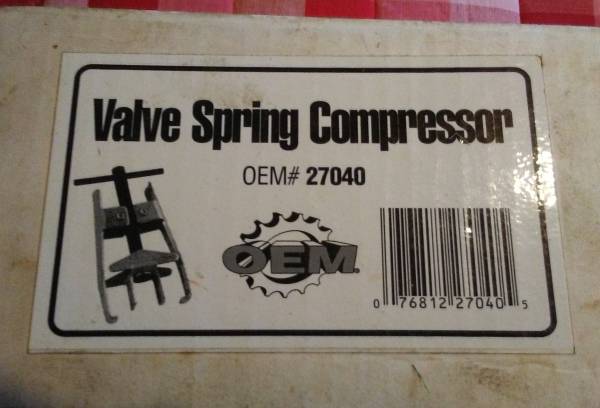 Valve Spring Compressor
OEM# 27040
OEM®
0 76812 27040 5